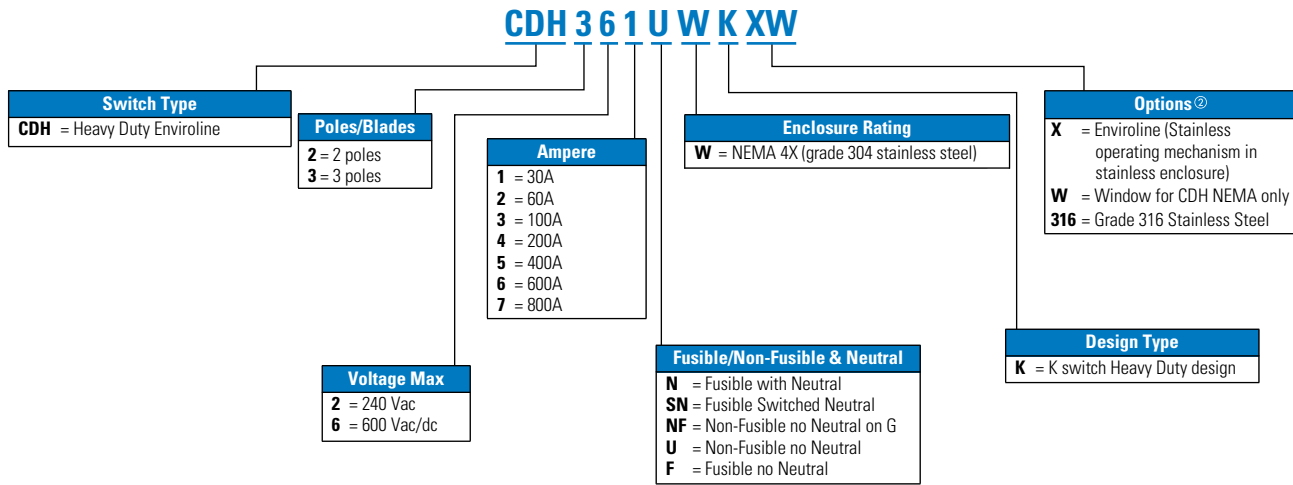 CDH 3 6 1 U W K XW
Switch Type
CDH = Heavy Duty Enviroline
Poles/Blades
2 = 2 poles
3 = 3 poles
Ampere
1 = 30A
2 = 60A
3 = 100A
4 = 200A
5 = 400A
6 = 600A
7 = 800A
Enclosure Rating
W = NEMA 4X (grade 304 stainless steel)
Options ②
X = Enviroline (Stainless
operating mechanism in
stainless enclosure)
W = Window for CDH NEMA only
316 = Grade 316 Stainless Steel
Voltage Max
2 = 240 Vac
6 = 600 Vac/dc
Fusible/Non-Fusible & Neutral
N = Fusible with Neutral
SN = Fusible Switched Neutral
NF = Non-Fusible no Neutral on G
U = Non-Fusible no Neutral
F = Fusible no Neutral
Design Type
K = K switch Heavy Duty design